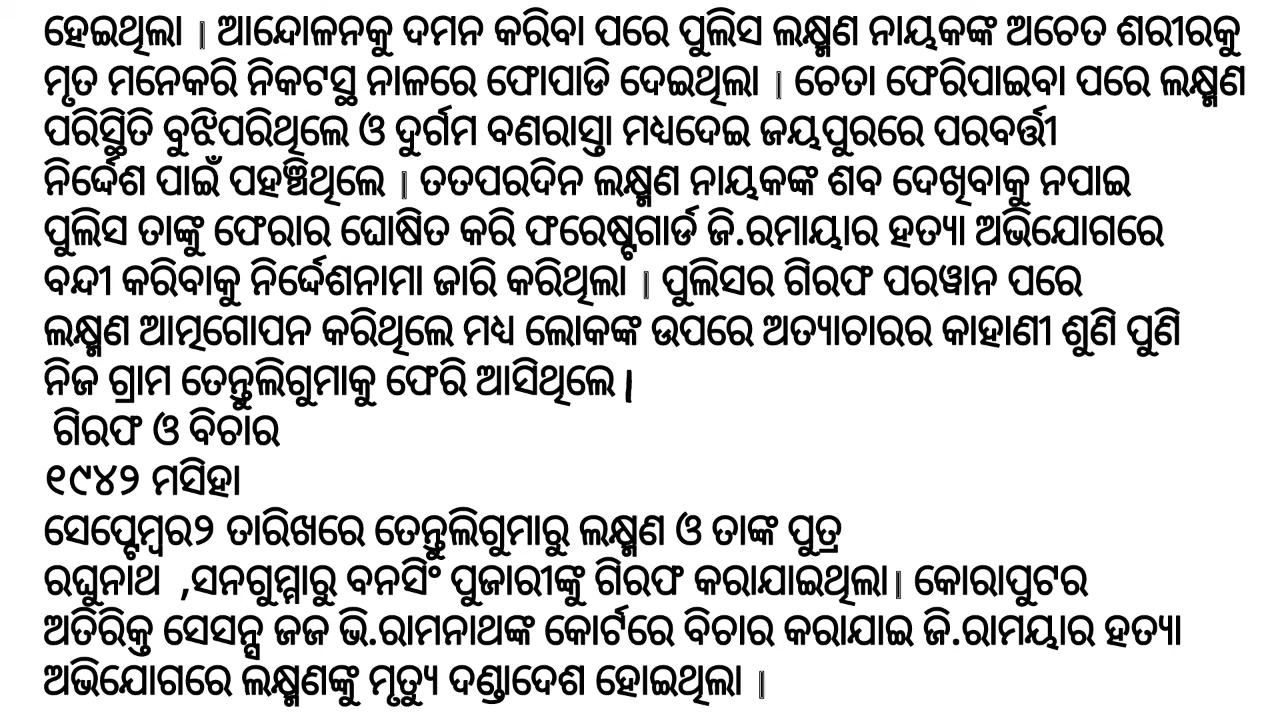 ହେଇଥିଲା । ଆନ୍ଦୋଳନକୁ ଦମନ କରିବା ପରେ ପୁଲିସ ଲକ୍ଷ୍ମଣ ନାୟକଙ୍କ ଅଚେତ ଶରୀରକୁ
ମୃତ ମନେକରି ନିକଟସ୍ଥ ନାଳରେ ଫୋପାଡି ଦେଇଥିଲା । ଚେତା ଫେରିପାଇବା ପରେ ଲକ୍ଷ୍ମଣ
ପରିସ୍ଥିତି ବୁଝିପରିଥିଲେ ଓ ଦୁର୍ଗମ ବଣରାସ୍ତା ମଧ୍ୟଦେଇ ଜୟପୁରରେ ପରବର୍ତ୍ତୀ
ନିର୍ଦ୍ଦେଶ ପାଇଁ ପହଞ୍ଚିଥିଲେ । ତତପରଦିନ ଲକ୍ଷ୍ମଣ ନାୟକଙ୍କ ଶବ ଦେଖିବାକୁ ନପାଇ
ପୁଲିସ ତାଙ୍କୁ ଫେରାର ଘୋଷିତ କରି ଫରେଷ୍ଟଗାର୍ଡ ଜି.ରମାୟାର ହତ୍ୟା ଅଭିଯୋଗରେ
ବନ୍ଦୀ କରିବାକୁ ନିର୍ଦ୍ଦେଶନାମା ଜାରି କରିଥିଲା । ପୁଲିସର ଗିରଫ ପରୱାନ ପରେ
ଲକ୍ଷ୍ମଣ ଆତ୍ମଗୋପନ କରିଥିଲେ ମଧ୍ୟ ଲୋକଙ୍କ ଉପରେ ଅତ୍ୟାଚାରର କାହାଣୀ ଶୁଣି ପୁଣି
ନିଜ ଗ୍ରାମ ତେନ୍ତୁଲିଗୁମାକୁ ଫେରି ଆସିଥିଲେ ।
ଗିରଫ ଓ ବିଚାର
୧୯୪୨ ମସିହା
ସେପ୍ଟେମ୍ବର୨ ତାରିଖରେ ତେନ୍ତୁଲିଗୁମାରୁ ଲକ୍ଷ୍ମଣ ଓ ତାଙ୍କ ପୁତ୍ର
ରଘୁନାଥ ,ସନଗୁମ୍ମାରୁ ବନସିଂ ପୁଜାରୀଙ୍କୁ ଗିରଫ କରାଯାଇଥିଲା। କୋରାପୁଟର
ଅତିରିକ୍ତ ସେସନ୍ସ ଜଜ ଭି.ରାମନାଥଙ୍କ କୋର୍ଟରେ ବିଚାର କରାଯାଇ ଜି.ରାମୟାର ହତ୍ୟା
ଅଭିଯୋଗରେ ଲକ୍ଷ୍ମଣଙ୍କୁ ମୃତ୍ୟୁ ଦଣ୍ଡାଦେଶ ହୋଇଥିଲା ।